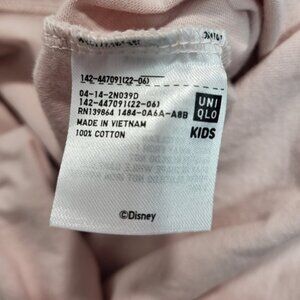 142-447091(22-06)
04-14-2N039D
142-447091(22-06)
RN139864 1484-0A6A-A8B
MADE IN VIETNAM
100% COTTON
UNI
QLO
KIDS
©Disney